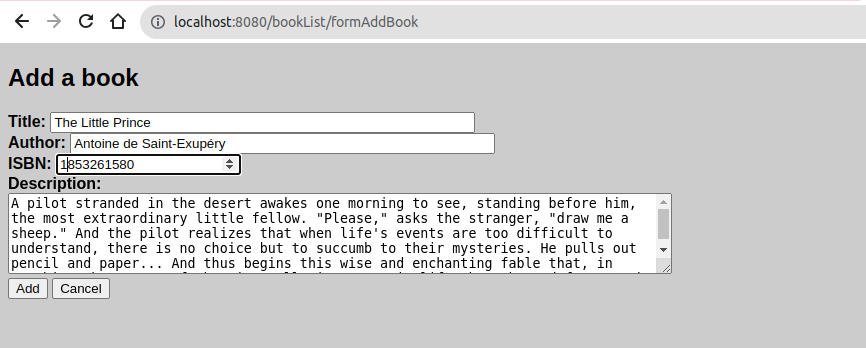 localhost:8080/bookList/formAddBook
Add a book
Title: The Little Prince
Author: Antoine de Saint-Exupéry
ISBN: 1853261580
Description:
A pilot stranded in the desert awakes one morning to see, standing before him,
the most extraordinary little fellow. "Please," asks the stranger, "draw me a
sheep." And the pilot realizes that when life's events are too difficult to
understand, there is no choice but to succumb to their mysteries. He pulls out
pencil and paper... And thus begins this wise and enchanting fable that, in
Add Cancel